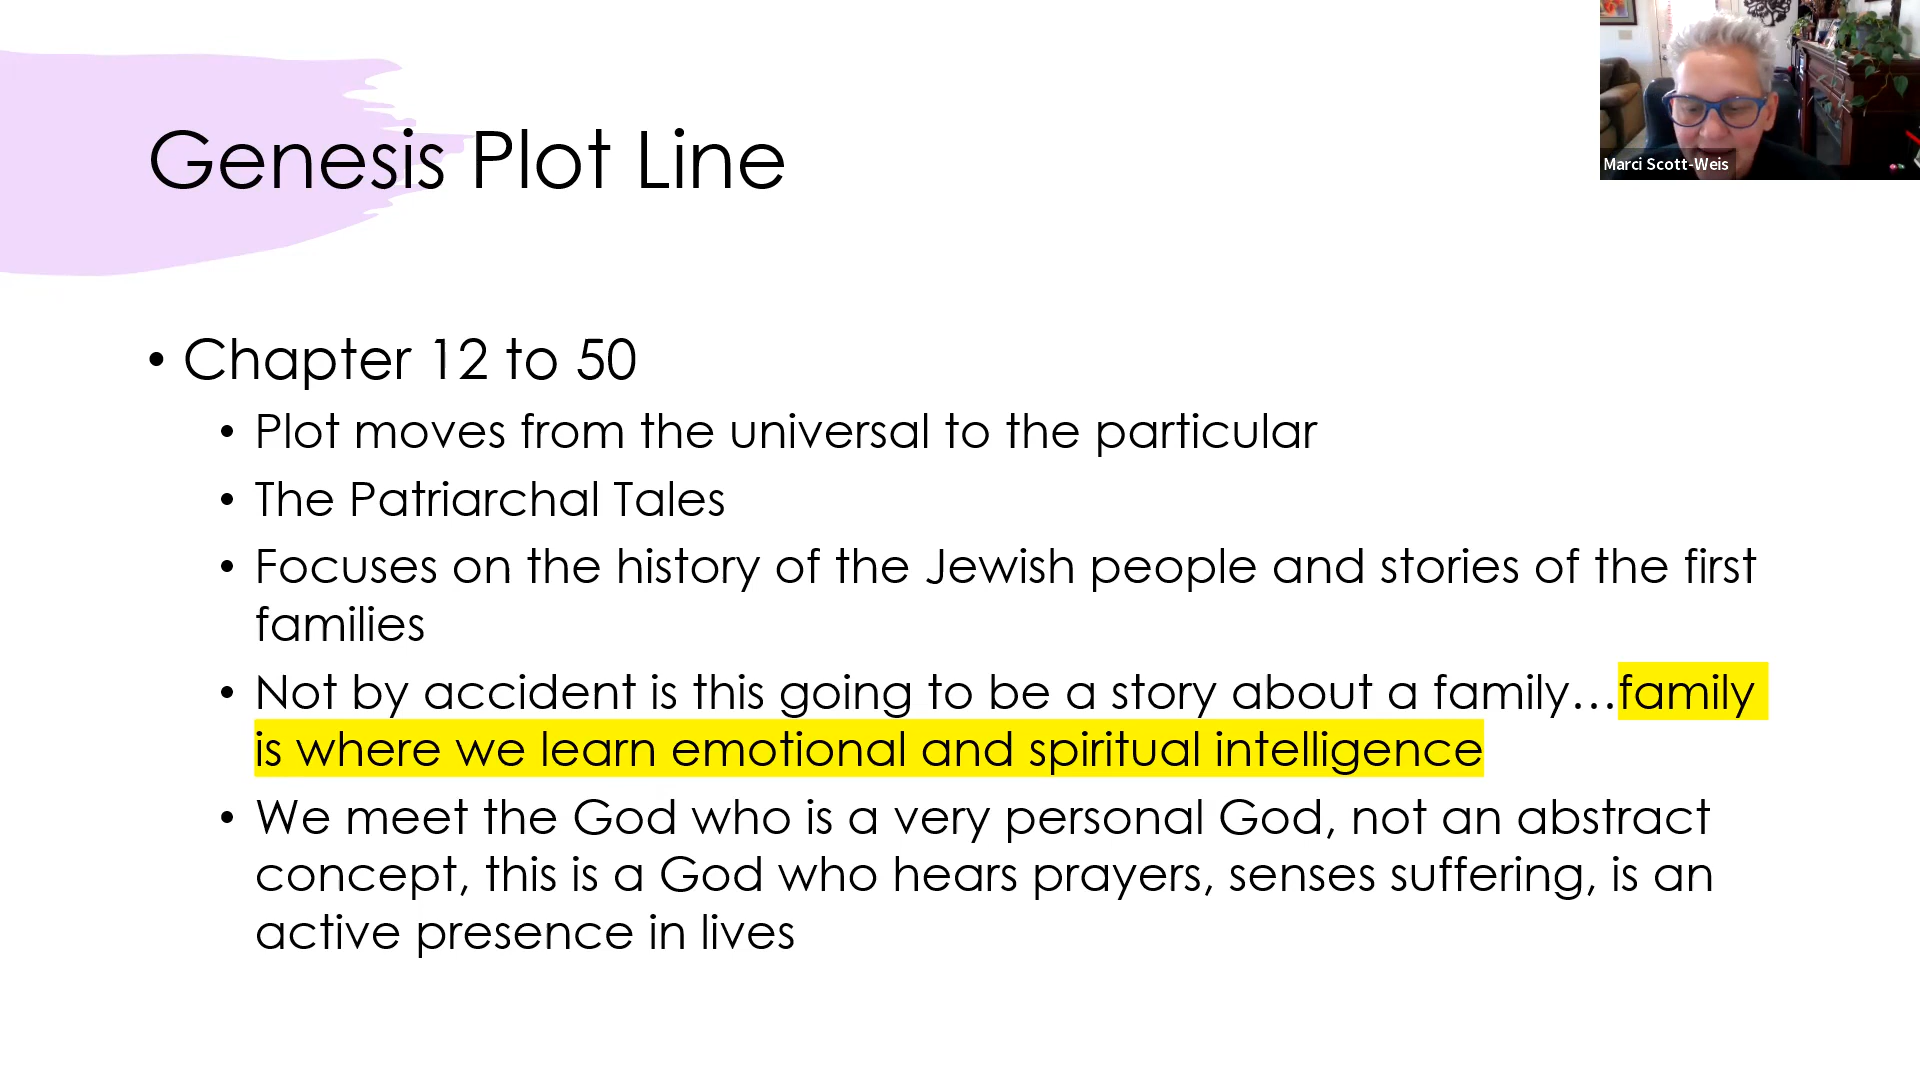 Genesis Plot Line
Marci Scott-Weis
• Chapter 12 to 50
• Plot moves from the universal to the particular
• The Patriarchal Tales
• Focuses on the history of the Jewish people and stories of the first
families
• Not by accident is this going to be a story about a family…family
is where we learn emotional and spiritual intelligence
• We meet the God who is a very personal God, not an abstract
concept, this is a God who hears prayers, senses suffering, is an
active presence in lives